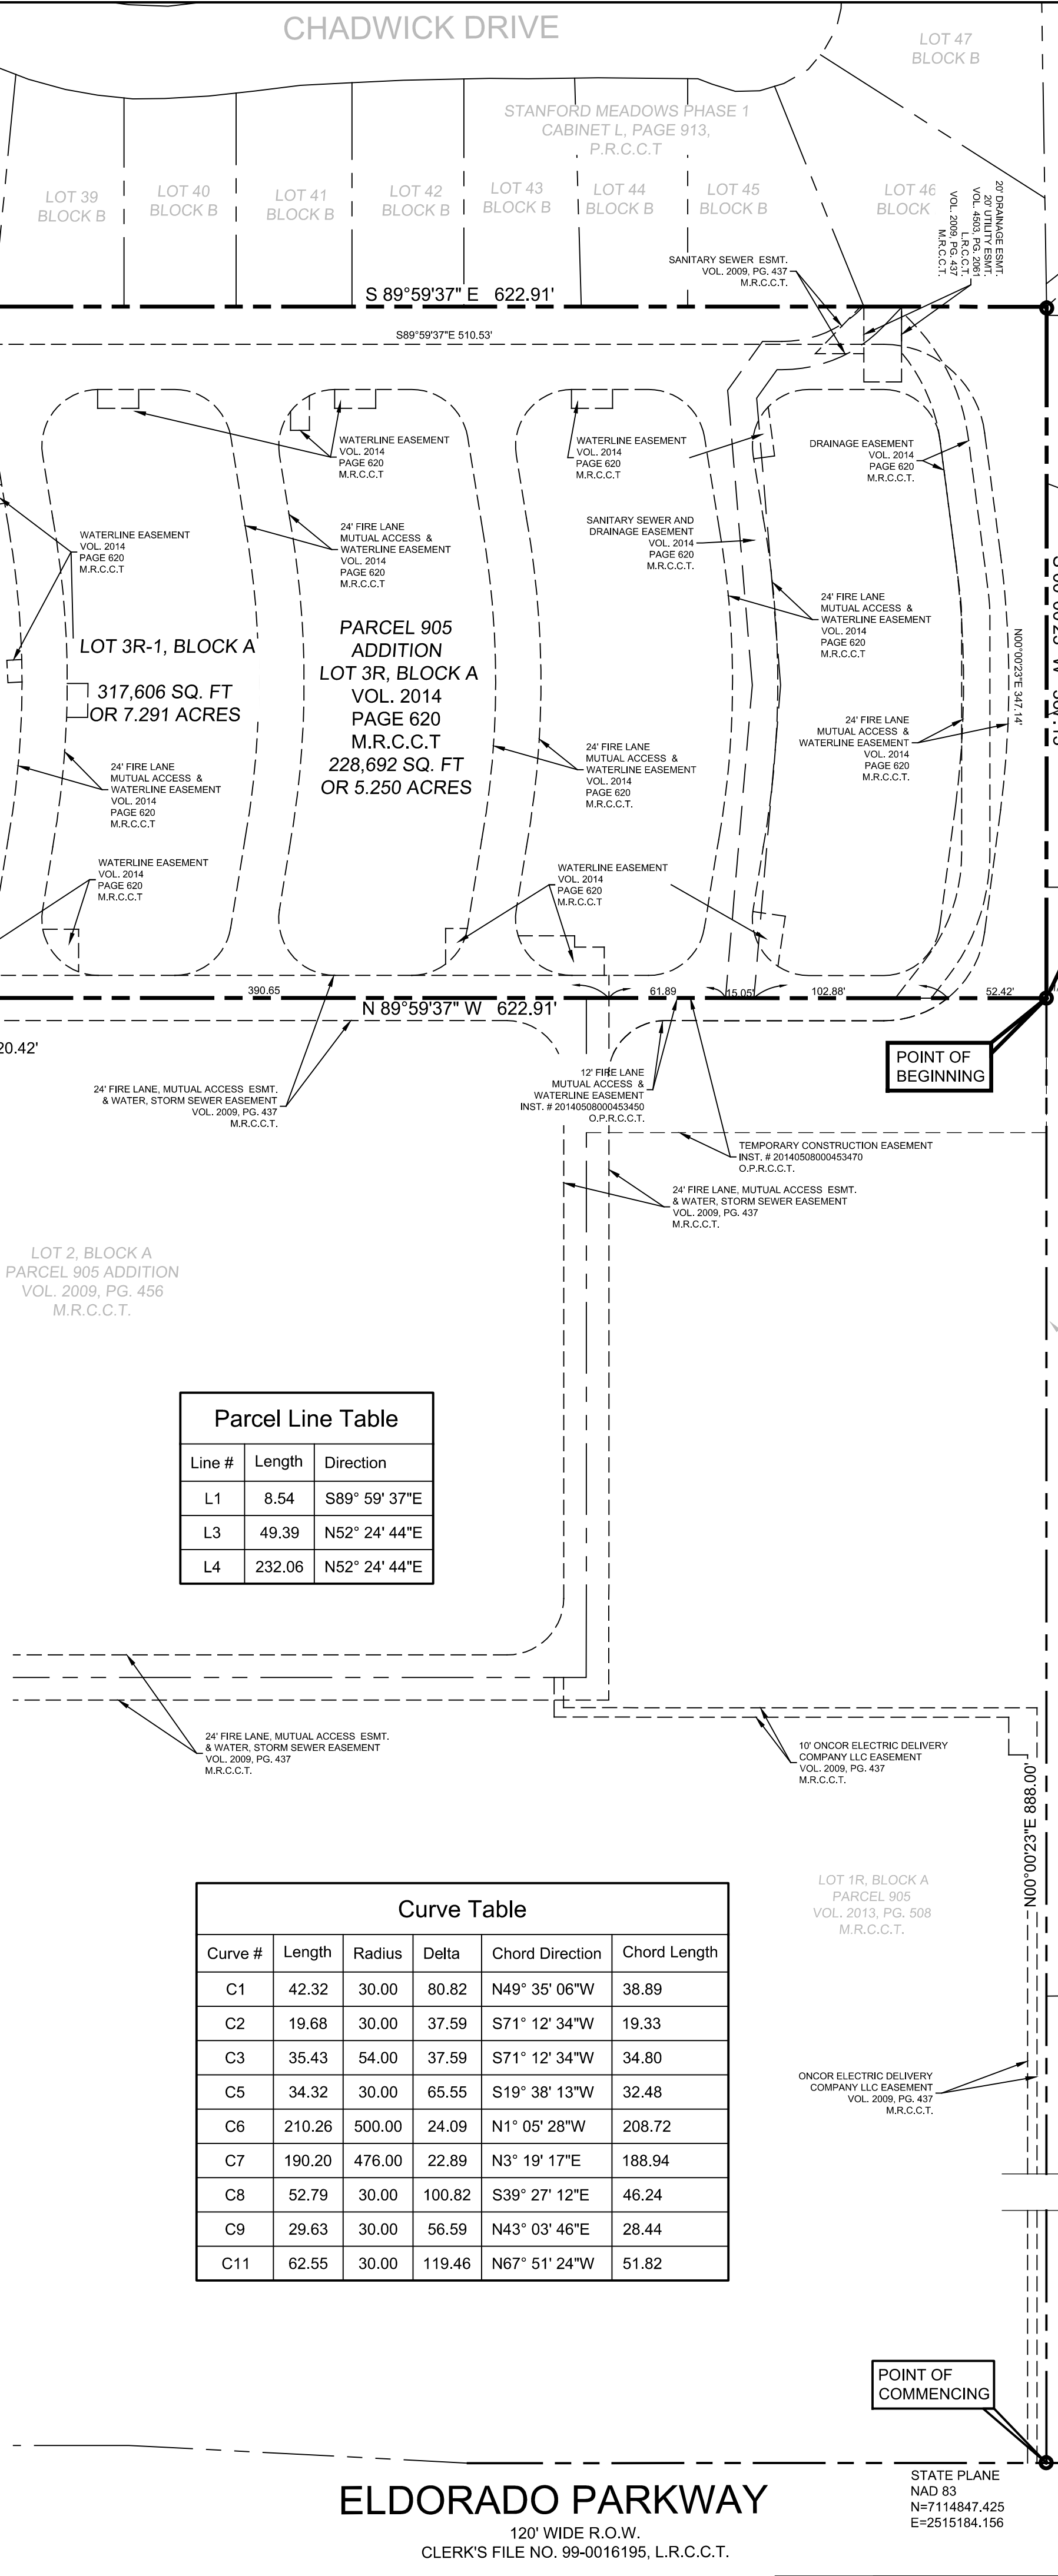 CHADWICK DRIVE
LOT 47
BLOCK B
STANFORD MEADOWS PHASE 1
CABINET L, PAGE 913,
P.R.C.C.T
LOT 39
BLOCK B
LOT 40
BLOCK B
LOT 41
BLOCK B
LOT 42
BLOCK B
LOT 43
BLOCK B
LOT 44
BLOCK B
LOT 45
BLOCK B
LOT 46
BLOCK
20' DRAINAGE ESMT.
20' UTILITY ESMT.
VOL. 4503, PG. 2061
L.R.C.C.T.
VOL. 2009, PG. 437
M.R.C.C.T.
SANITARY SEWER ESMT.
VOL. 2009, PG. 437
M.R.C.C.T.
S 89°59'37" E 622.91'
S89°59'37"E 510.53'
WATERLINE EASEMENT
VOL. 2014
PAGE 620
M.R.C.C.T
WATERLINE EASEMENT
VOL. 2014
PAGE 620
M.R.C.C.T
DRAINAGE EASEMENT
VOL. 2014
PAGE 620
M.R.C.C.T.
WATERLINE EASEMENT
VOL. 2014
PAGE 620
M.R.C.C.T
24' FIRE LANE
MUTUAL ACCESS &
WATERLINE EASEMENT
VOL. 2014
PAGE 620
M.R.C.C.T
SANITARY SEWER AND
DRAINAGE EASEMENT
VOL. 2014
PAGE 620
M.R.C.C.T.
24' FIRE LANE
MUTUAL ACCESS &
WATERLINE EASEMENT
VOL. 2014
PAGE 620
M.R.C.C.T
LOT 3R-1, BLOCK A
317,606 SQ. FT
OR 7.291 ACRES
PARCEL 905
ADDITION
LOT 3R, BLOCK A
VOL. 2014
PAGE 620
M.R.C.C.T
228,692 SQ. FT
OR 5.250 ACRES
N00°00'23"E 347.14'
24' FIRE LANE
MUTUAL ACCESS &
WATERLINE EASEMENT
VOL. 2014
PAGE 620
M.R.C.C.T
24' FIRE LANE
MUTUAL ACCESS &
WATERLINE EASEMENT
VOL. 2014
PAGE 620
M.R.C.C.T.
24' FIRE LANE
MUTUAL ACCESS &
WATERLINE EASEMENT
VOL. 2014
PAGE 620
M.R.C.C.T.
WATERLINE EASEMENT
VOL. 2014
PAGE 620
M.R.C.C.T
WATERLINE EASEMENT
VOL. 2014
PAGE 620
M.R.C.C.T
390.65
61.89
15.05'
102.88'
52.42'
N 89°59'37" W 622.91'
20.42'
POINT OF
BEGINNING
24' FIRE LANE, MUTUAL ACCESS ESMT.
& WATER, STORM SEWER EASEMENT
VOL. 2009, PG. 437
M.R.C.C.T.
12' FIRE LANE
MUTUAL ACCESS &
WATERLINE EASEMENT
INST. # 20140508000453450
O.P.R.C.C.T.
TEMPORARY CONSTRUCTION EASEMENT
INST. # 20140508000453470
O.P.R.C.C.T.
24' FIRE LANE, MUTUAL ACCESS ESMT.
& WATER, STORM SEWER EASEMENT
VOL. 2009, PG. 437
M.R.C.C.T.
LOT 2, BLOCK A
PARCEL 905 ADDITION
VOL. 2009, PG. 456
M.R.C.C.T.
Parcel Line Table
Line # Length Direction
L1 8.54 S89° 59' 37"E
L3 49.39 N52° 24' 44"E
L4 232.06 N52° 24' 44"E
24' FIRE LANE, MUTUAL ACCESS ESMT.
& WATER, STORM SEWER EASEMENT
VOL. 2009, PG. 437
M.R.C.C.T.
10' ONCOR ELECTRIC DELIVERY
COMPANY LLC EASEMENT
VOL. 2009, PG. 437
M.R.C.C.T.
N00°00'23"E 888.00'
LOT 1R, BLOCK A
PARCEL 905
VOL. 2013, PG. 508
M.R.C.C.T.
Curve Table
Curve # Length Radius Delta Chord Direction Chord Length
C1 42.32 30.00 80.82 N49° 35' 06"W 38.89
C2 19.68 30.00 37.59 S71° 12' 34"W 19.33
C3 35.43 54.00 37.59 S71° 12' 34"W 34.80
C5 34.32 30.00 65.55 S19° 38' 13"W 32.48
C6 210.26 500.00 24.09 N1° 05' 28"W 208.72
C7 190.20 476.00 22.89 N3° 19' 17"E 188.94
C8 52.79 30.00 100.82 S39° 27' 12"E 46.24
C9 29.63 30.00 56.59 N43° 03' 46"E 28.44
C11 62.55 30.00 119.46 N67° 51' 24"W 51.82
ONCOR ELECTRIC DELIVERY
COMPANY LLC EASEMENT
VOL. 2009, PG. 437
M.R.C.C.T.
POINT OF
COMMENCING
ELDORADO PARKWAY
120' WIDE R.O.W.
CLERK'S FILE NO. 99-0016195, L.R.C.C.T.
STATE PLANE
NAD 83
N=7114847.425
E=2515184.156